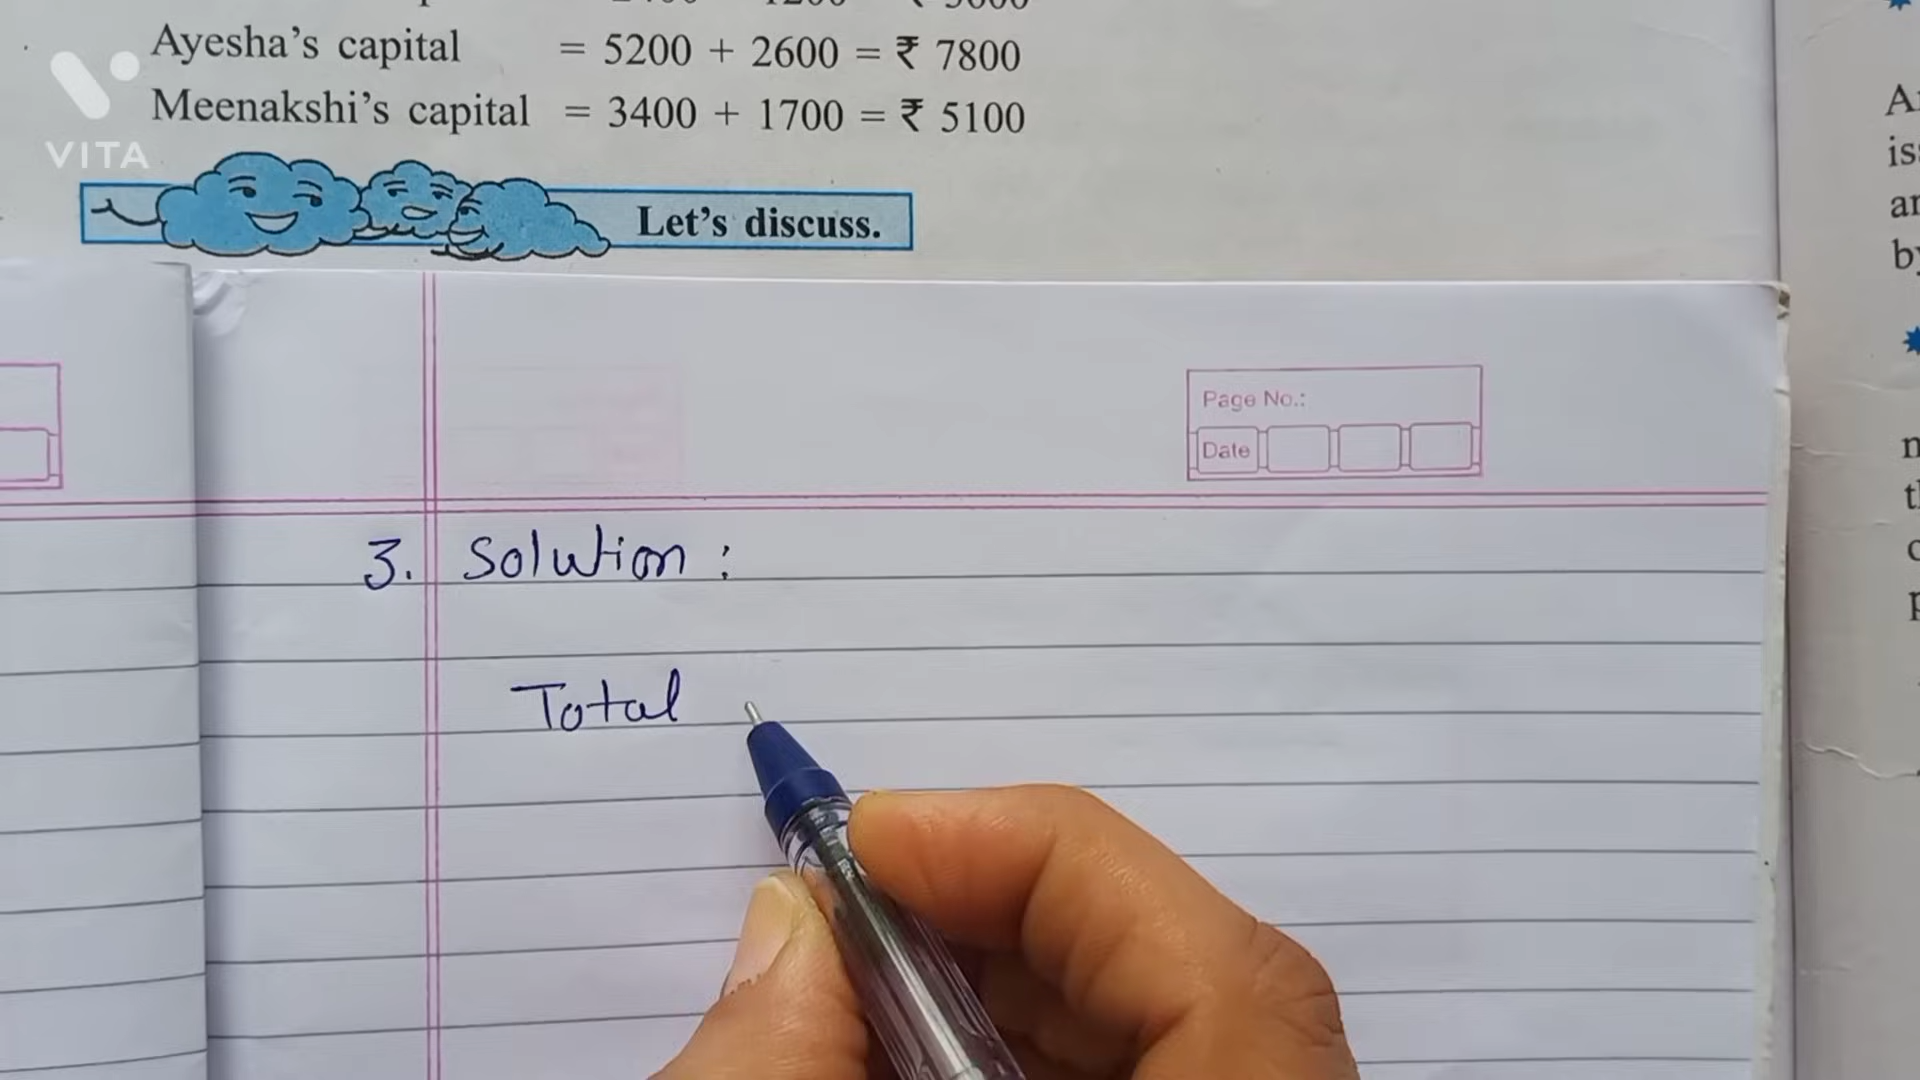 Ayesha's capital = 5200 + 2600 = ₹ 7800
Meenakshi's capital = 3400 + 1700 = ₹ 5100
VITA
Let's discuss.
Page No.:
Date
3. Solution :
Total